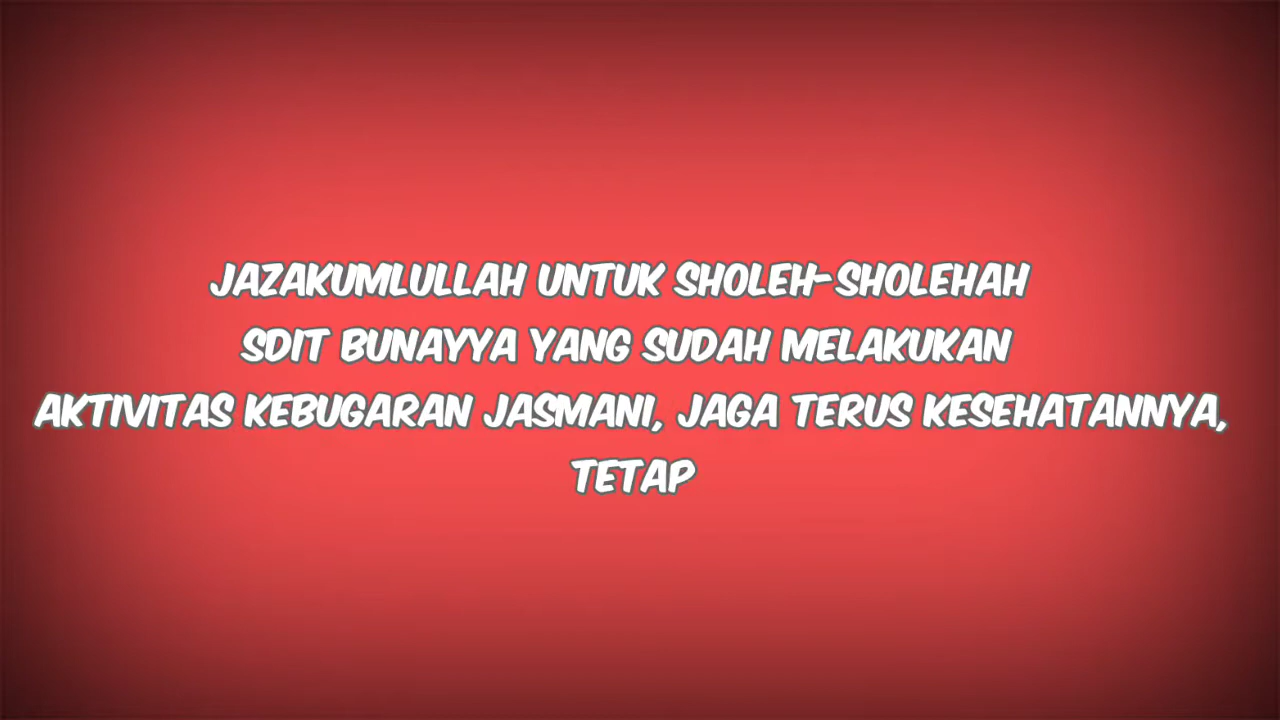 JAZAKUMLULLAH UNTUK SHOLEH-SHOLEHAH
SDIT BUNAYYA YANG SUDAH MELAKUKAN
AKTIVITAS KEBUGARAN JASMANI, JAGA TERUS KESEHATANNYA,
TETAP